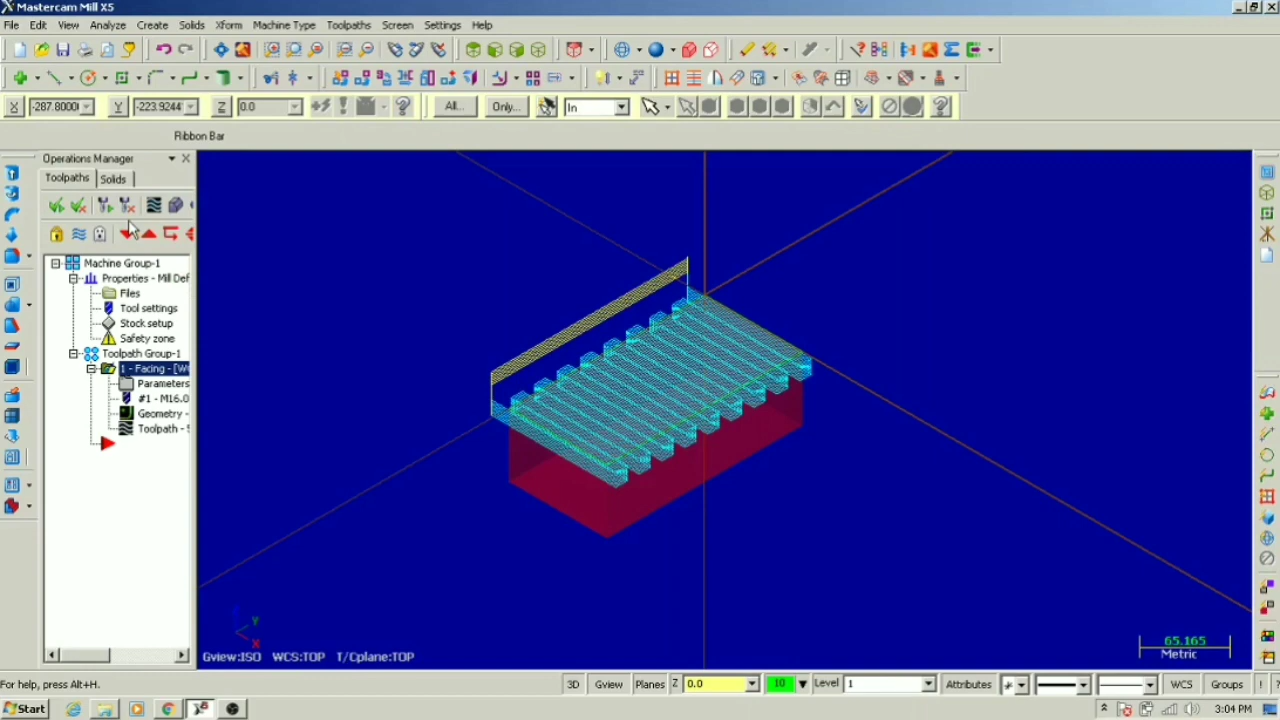 Mastercam Mill X5
File Edit View Analyze Create Solids Xform Machine Type Toolpaths Screen Settings Help
X -287.8000 Y -223.9244 Z 0.0 All... Only... In
Ribbon Bar
Operations Manager
Toolpaths Solids
Machine Group-1
Properties - Mill Def
Files
Tool settings
Stock setup
Safety zone
Toolpath Group-1
1 - Facing - [WC
Parameters
#1 - M16.0
Geometry -
Toolpath - 5
Y
X
Gview:ISO WCS:TOP T/Cplane:TOP
65.165
Metric
For help, press Alt+H.
3D Gview Planes Z 0.0 10 Level 1 Attributes WCS Groups ! ?
Start
3:04 PM